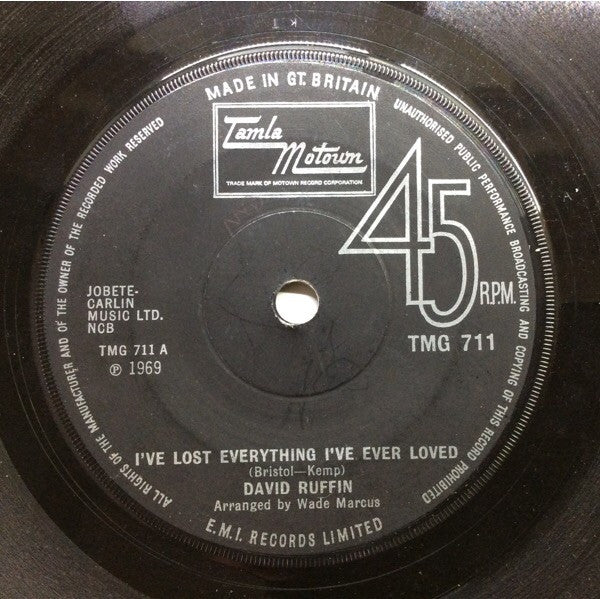 MADE IN GT. BRITAIN
Tamla
Motown
TRADE MARK OF MOTOWN RECORD CORPORATION
UNAUTHORISED PUBLIC PERFORMANCE BROADCASTING AND COPYING OF THIS RECORD PROHIBITED
ALL RIGHTS OF THE MANUFACTURER AND OF THE OWNER OF THE RECORDED WORK RESERVED
45
R.P.M.
TMG 711
JOBETE-
CARLIN
MUSIC LTD.
NCB
TMG 711 A
℗ 1969
I'VE LOST EVERYTHING I'VE EVER LOVED
(Bristol—Kemp)
DAVID RUFFIN
Arranged by Wade Marcus
E.M.I. RECORDS LIMITED